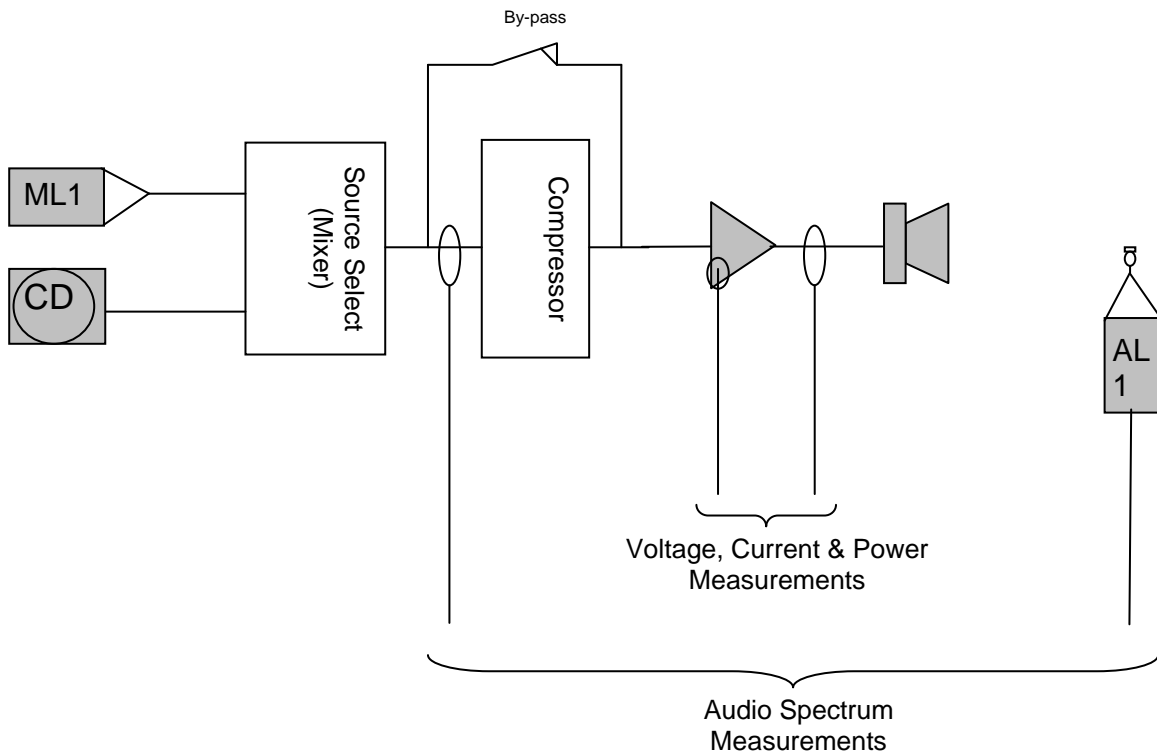 By-pass
ML1
CD
Source Select
(Mixer)
Compressor
AL
1
Voltage, Current & Power
Measurements
Audio Spectrum
Measurements